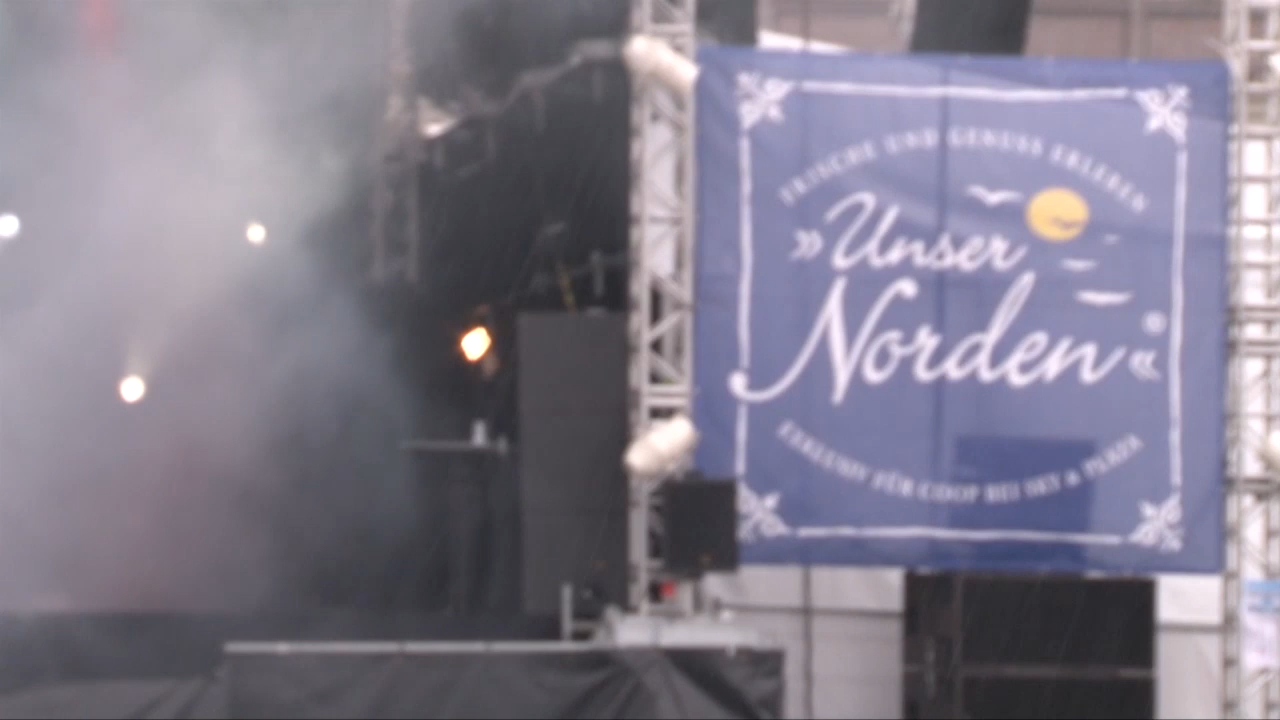 FRISCHE UND GENUSS ERLEBEN
»Unser
Norden®«
EXKLUSIV FÜR COOP BEI SKY & PLAZA